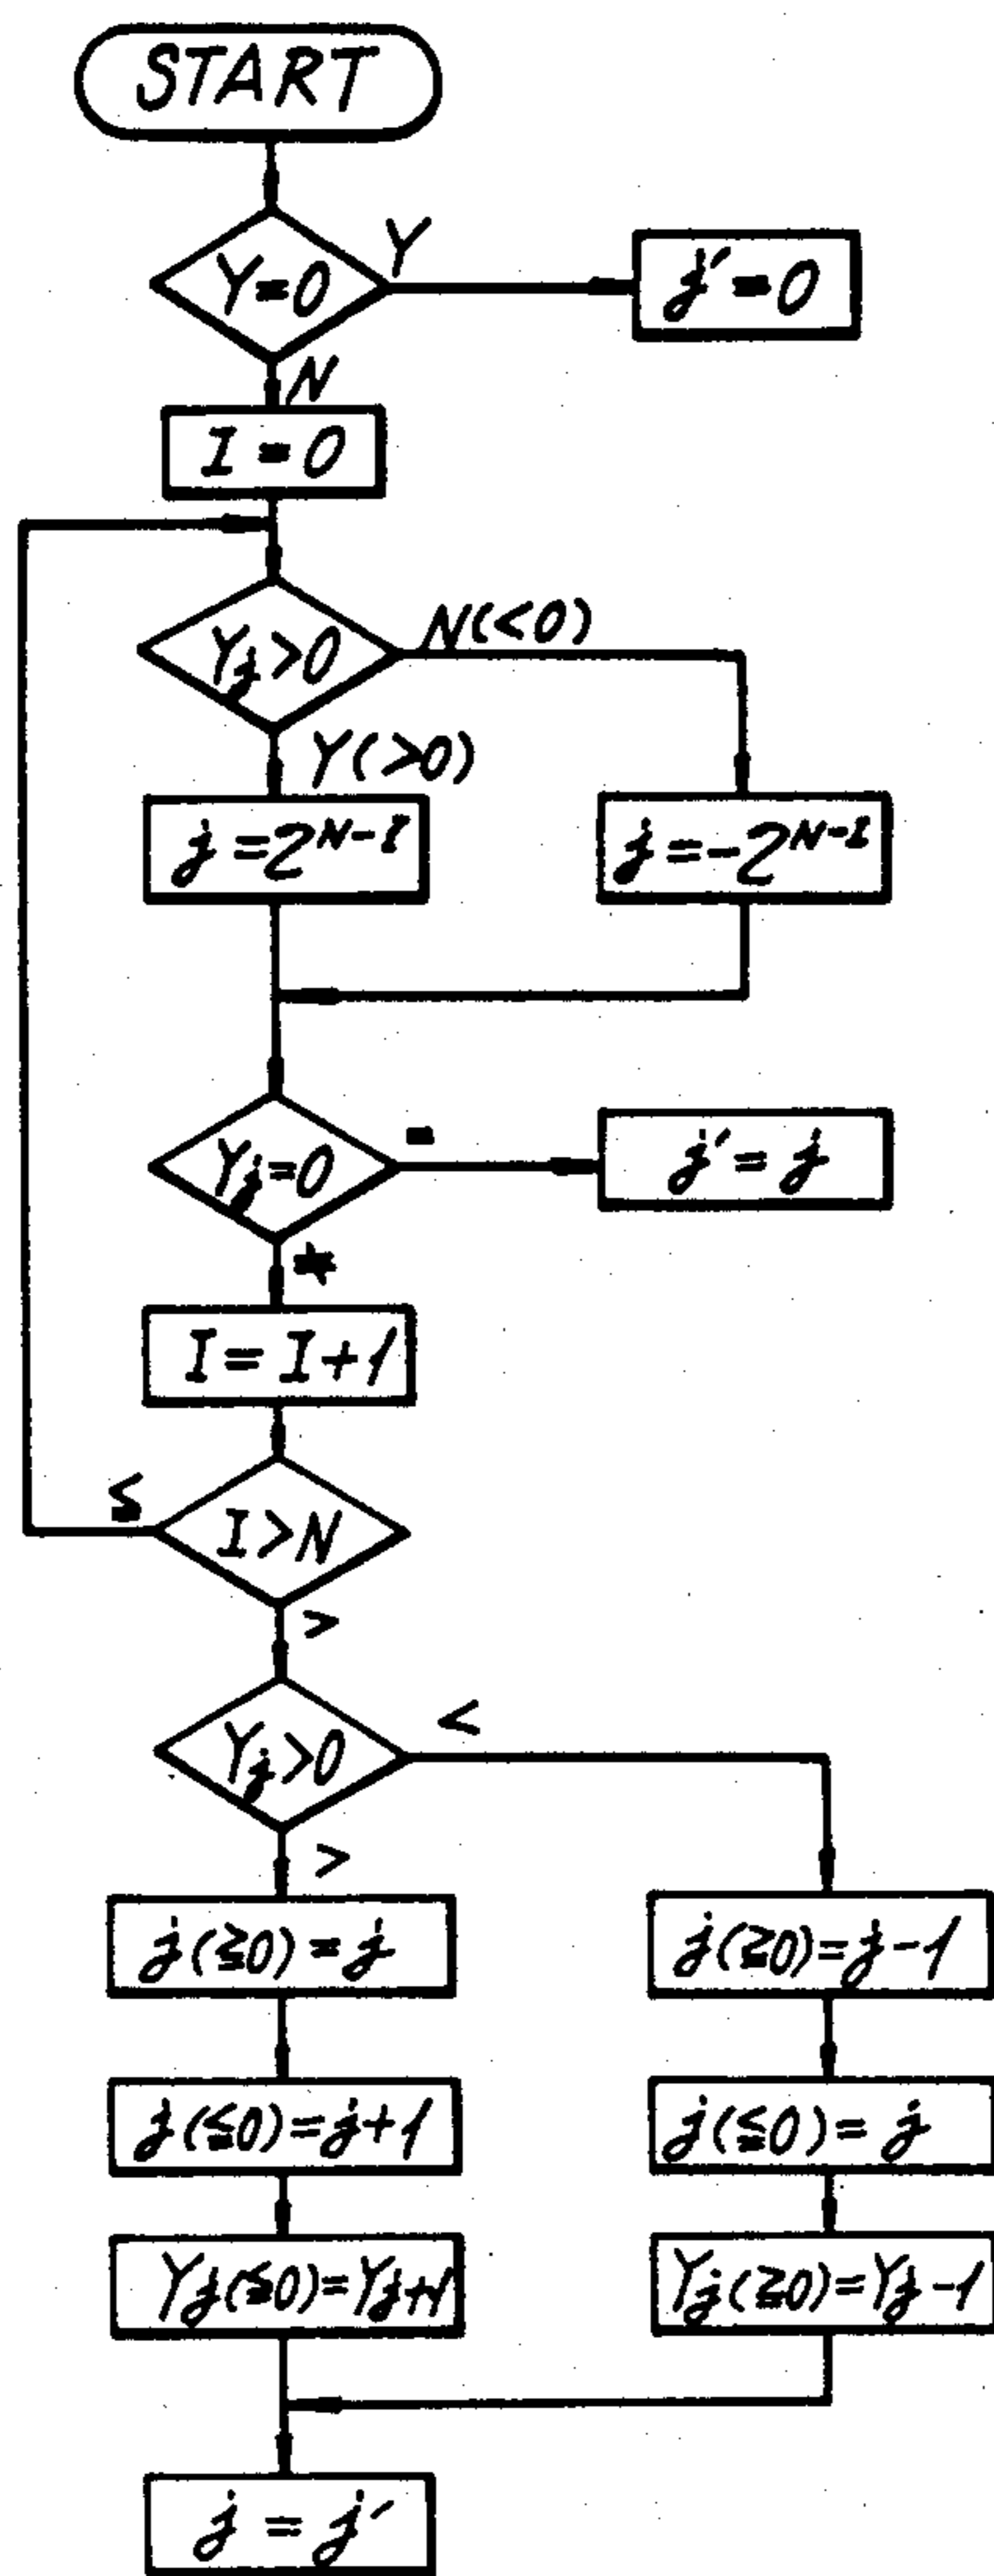 START
Y=0
Y
j'=0
N
I=0
Yj>0
N(<0)
Y(>0)
j=2^N-I
j=-2^N-I
Yj=0
=
j'=j
I=I+1
≦
I>N
>
Yj>0
<
>
j(≧0)=j
j(≧0)=j-1
j(≦0)=j+1
j(≦0)=j
Yj(≦0)=Yj+1
Yj(≧0)=Yj-1
j=j'